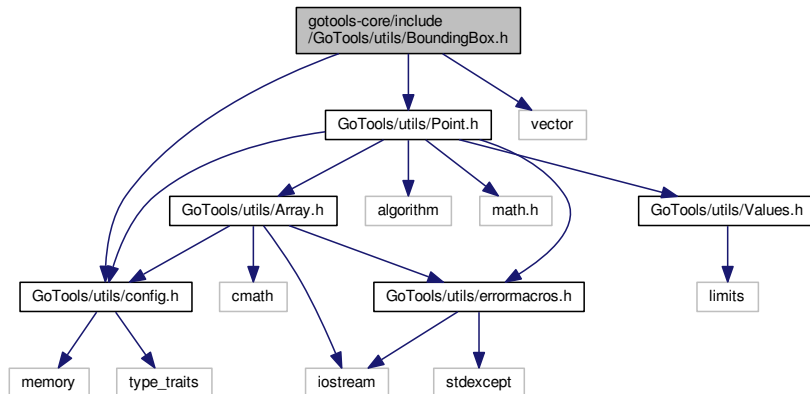 gotools-core/include
/GoTools/utils/BoundingBox.h
GoTools/utils/Point.h
vector
GoTools/utils/Array.h
algorithm
math.h
GoTools/utils/Values.h
GoTools/utils/config.h
cmath
GoTools/utils/errormacros.h
limits
memory
type_traits
iostream
stdexcept